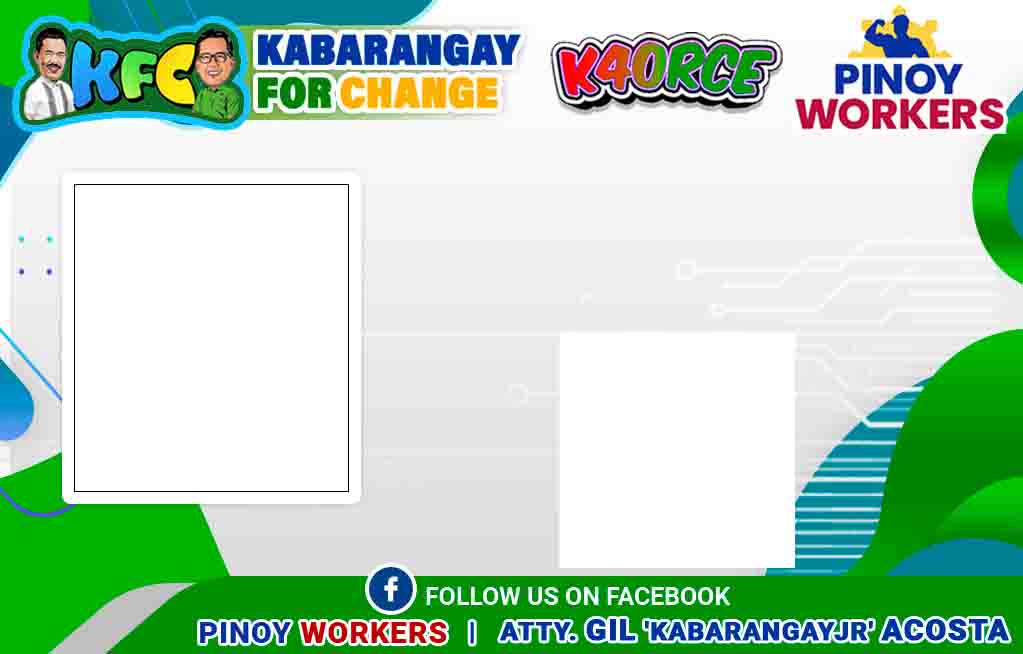 KFC
KABARANGAY
FOR CHANGE
K4ORCE
PINOY
WORKERS
f FOLLOW US ON FACEBOOK
PINOY WORKERS | ATTY. GIL 'KABARANGAYJR' ACOSTA